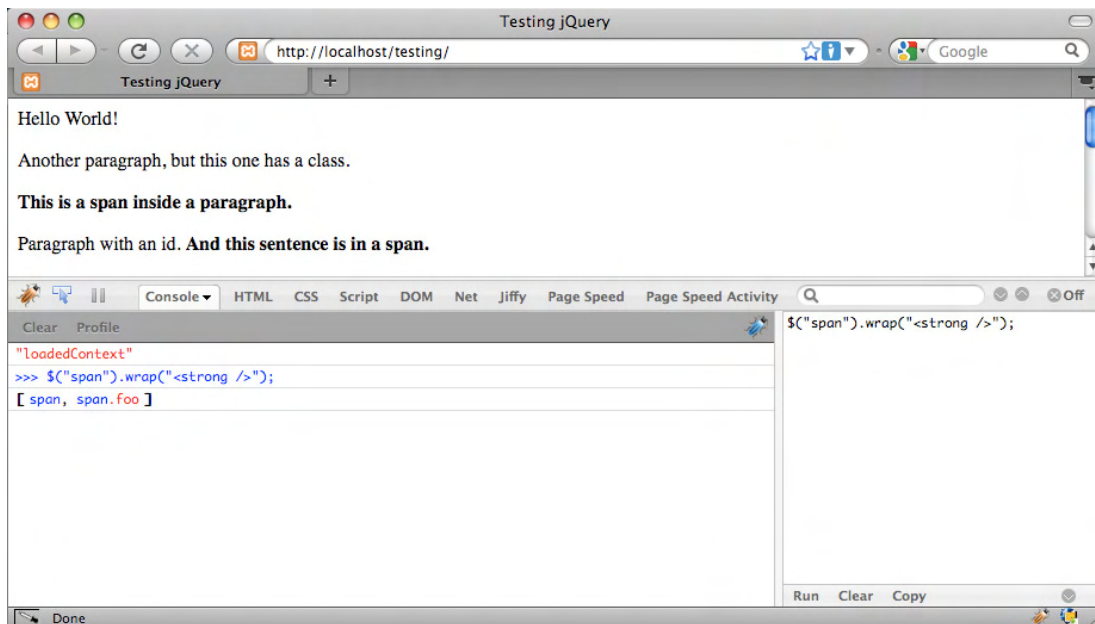 Testing jQuery
http://localhost/testing/
Google
Testing jQuery
+
Hello World!
Another paragraph, but this one has a class.
This is a span inside a paragraph.
Paragraph with an id. And this sentence is in a span.
Console HTML CSS Script DOM Net Jiffy Page Speed Page Speed Activity Off
Clear Profile
"loadedContext"
>>> $("span").wrap("<strong />");
[ span, span.foo ]
$("span").wrap("<strong />");
Run Clear Copy
Done